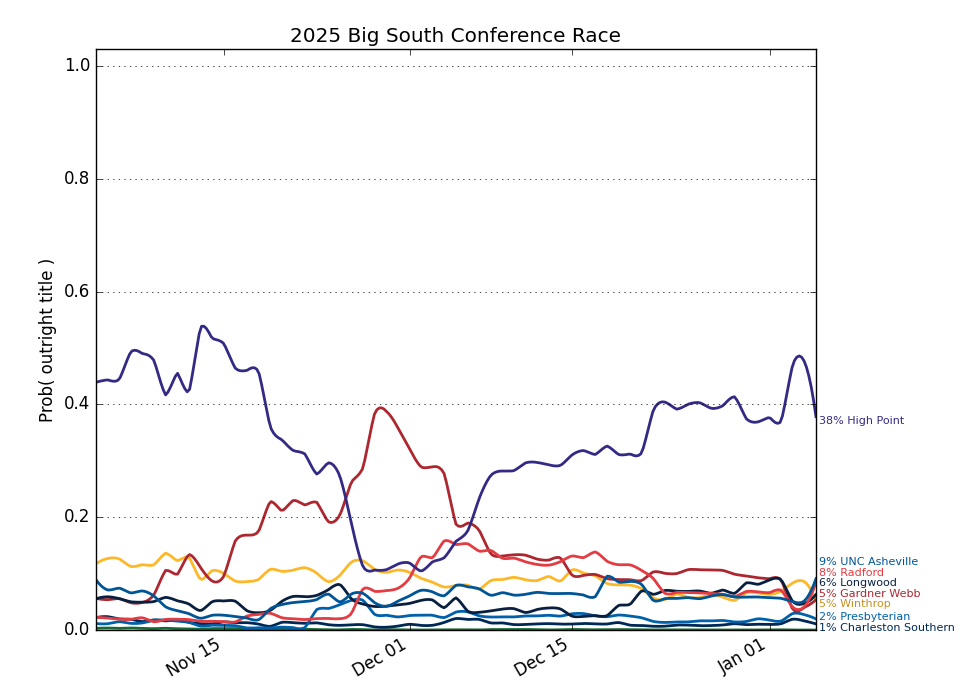 2025 Big South Conference Race
Prob( outright title )
1.0
0.8
0.6
0.4
0.2
0.0
Nov 15
Dec 01
Dec 15
Jan 01
38% High Point
9% UNC Asheville
8% Radford
6% Longwood
5% Gardner Webb
5% Winthrop
2% Presbyterian
1% Charleston Southern